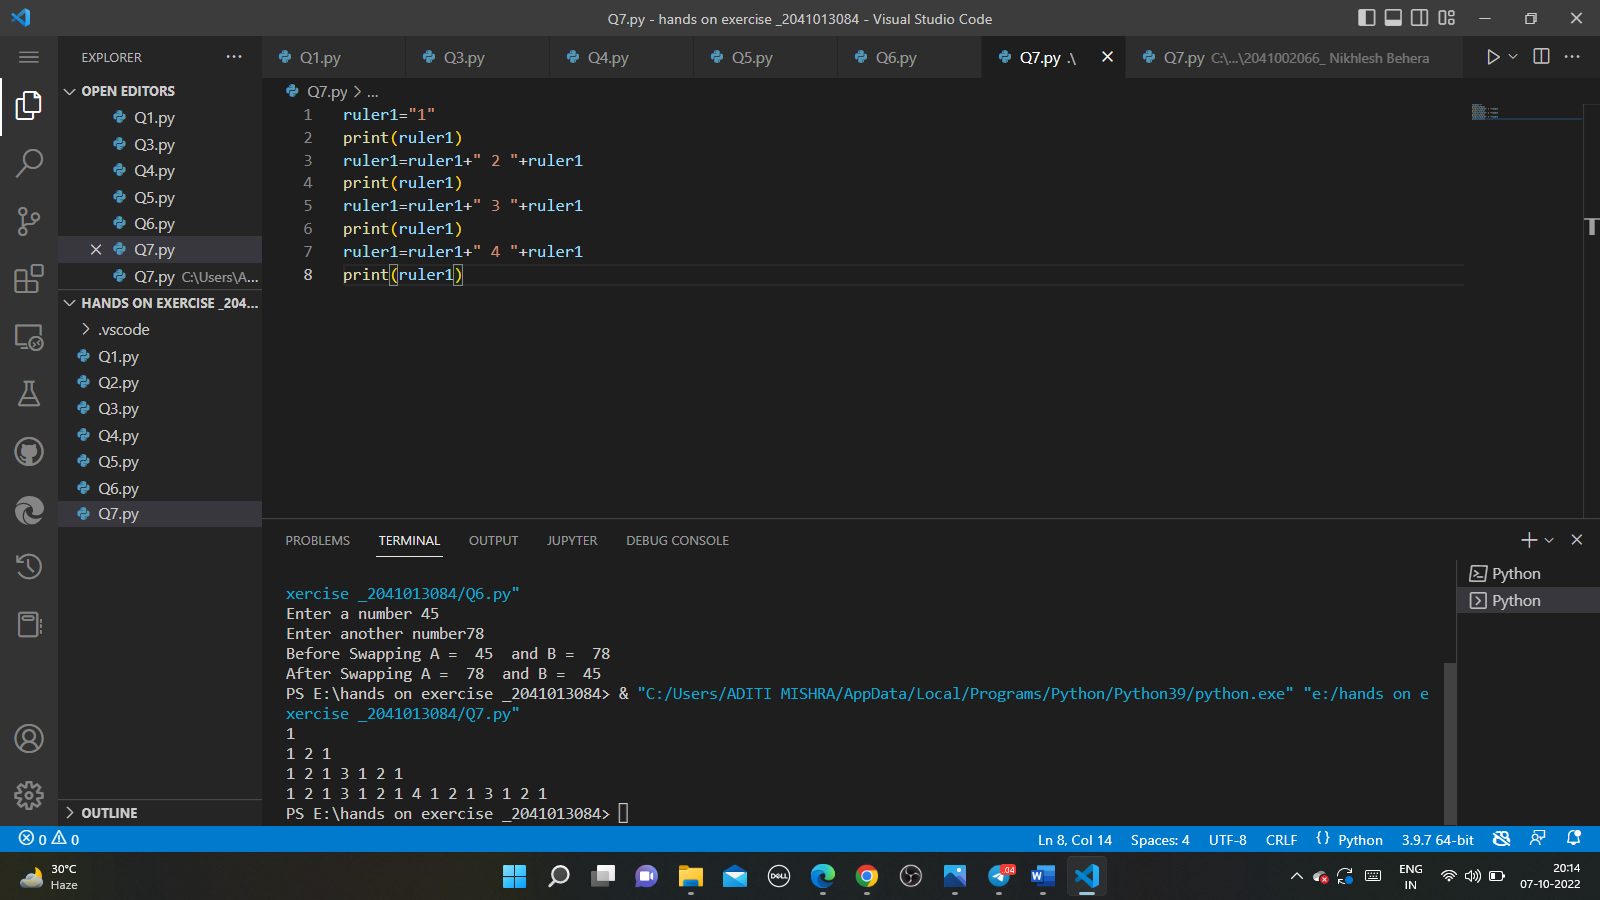 Q7.py - hands on exercise _2041013084 - Visual Studio Code
EXPLORER
Q1.py
Q3.py
Q4.py
Q5.py
Q6.py
Q7.py .\
Q7.py C:\...\2041002066_ Nikhlesh Behera
OPEN EDITORS
Q1.py
Q3.py
Q4.py
Q5.py
Q6.py
Q7.py
Q7.py C:\Users\A...
HANDS ON EXERCISE _204...
.vscode
Q1.py
Q2.py
Q3.py
Q4.py
Q5.py
Q6.py
Q7.py
OUTLINE
Q7.py > ...
1 ruler1="1"
2 print(ruler1)
3 ruler1=ruler1+" 2 "+ruler1
4 print(ruler1)
5 ruler1=ruler1+" 3 "+ruler1
6 print(ruler1)
7 ruler1=ruler1+" 4 "+ruler1
8 print(ruler1)
PROBLEMS TERMINAL OUTPUT JUPYTER DEBUG CONSOLE
xercise _2041013084/Q6.py"
Enter a number 45
Enter another number78
Before Swapping A =  45  and B =  78
After Swapping A =  78  and B =  45
PS E:\hands on exercise _2041013084> & "C:/Users/ADITI MISHRA/AppData/Local/Programs/Python/Python39/python.exe" "e:/hands on e
xercise _2041013084/Q7.py"
1
1 2 1
1 2 1 3 1 2 1
1 2 1 3 1 2 1 4 1 2 1 3 1 2 1
PS E:\hands on exercise _2041013084>
Python
Python
0 0
Ln 8, Col 14 Spaces: 4 UTF-8 CRLF {} Python 3.9.7 64-bit
30°C
Haze
DELL
.04
W
ENG
IN
20:14
07-10-2022